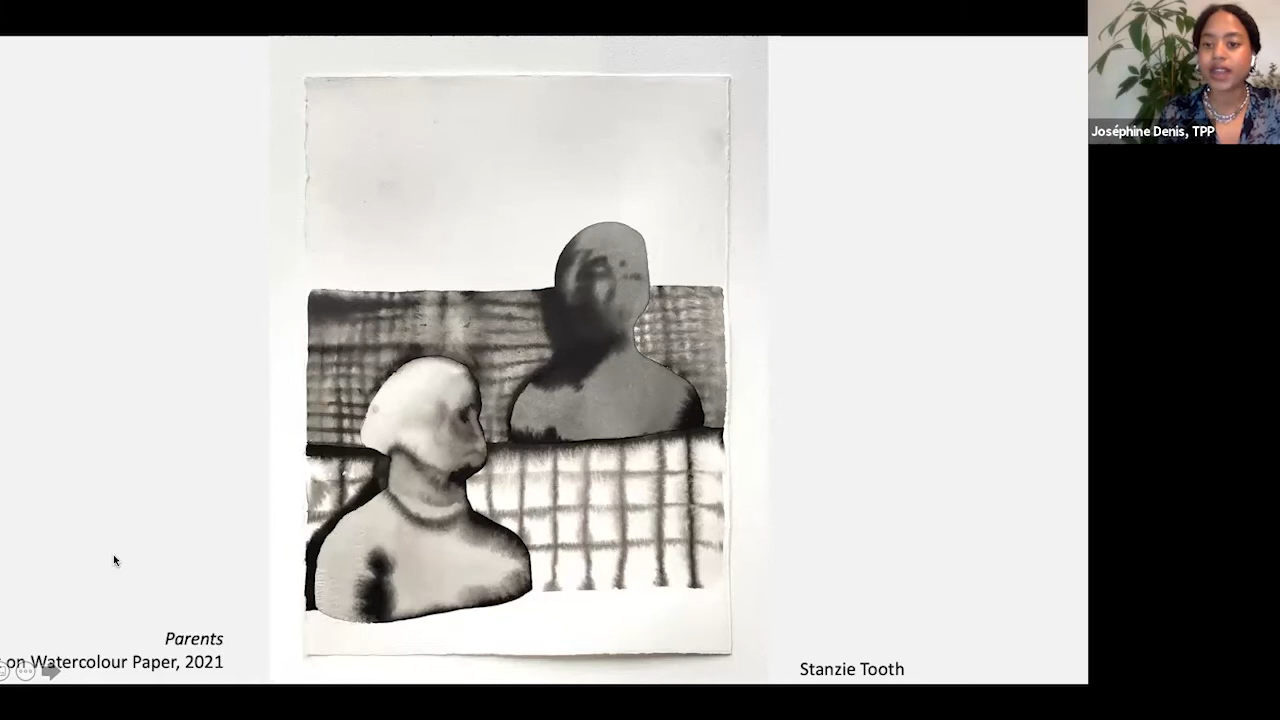 Joséphine Denis, TPP
Parents
on Watercolour Paper, 2021
Stanzie Tooth